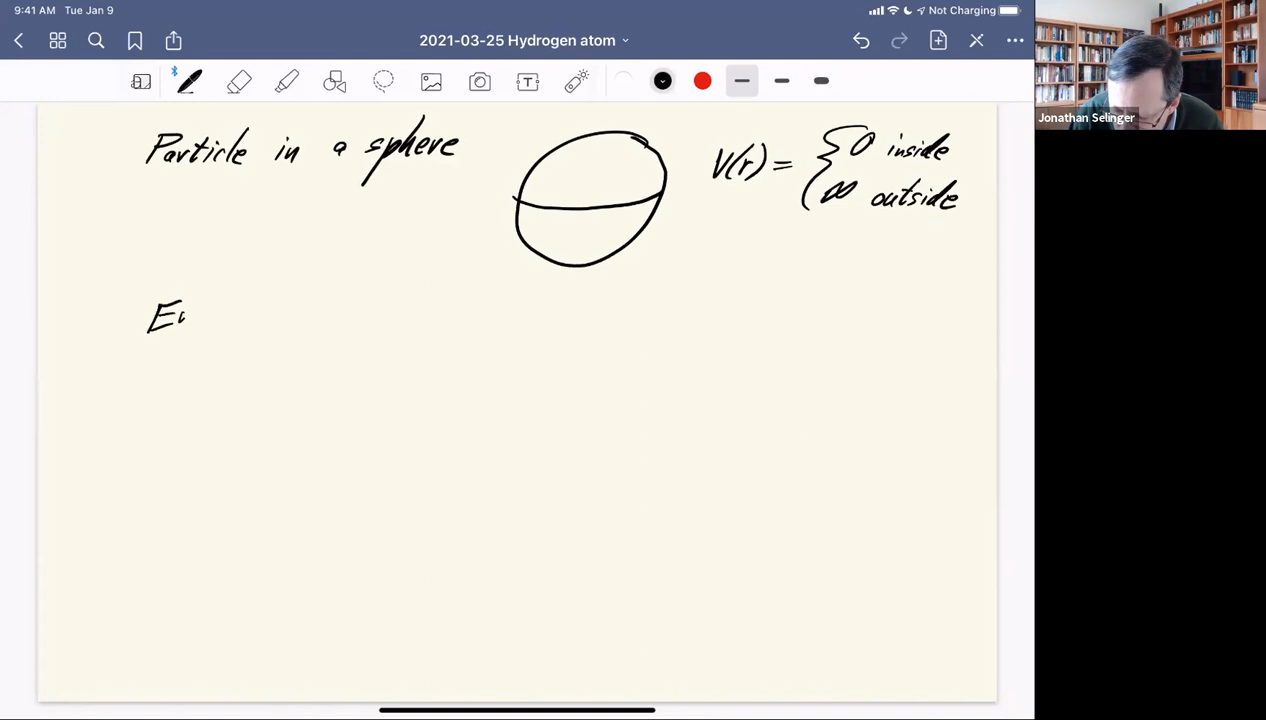 9:41 AM Tue Jan 9
Not Charging
2021-03-25 Hydrogen atom
Jonathan Selinger
Particle in a sphere
V(r) = { 0 inside
∞ outside